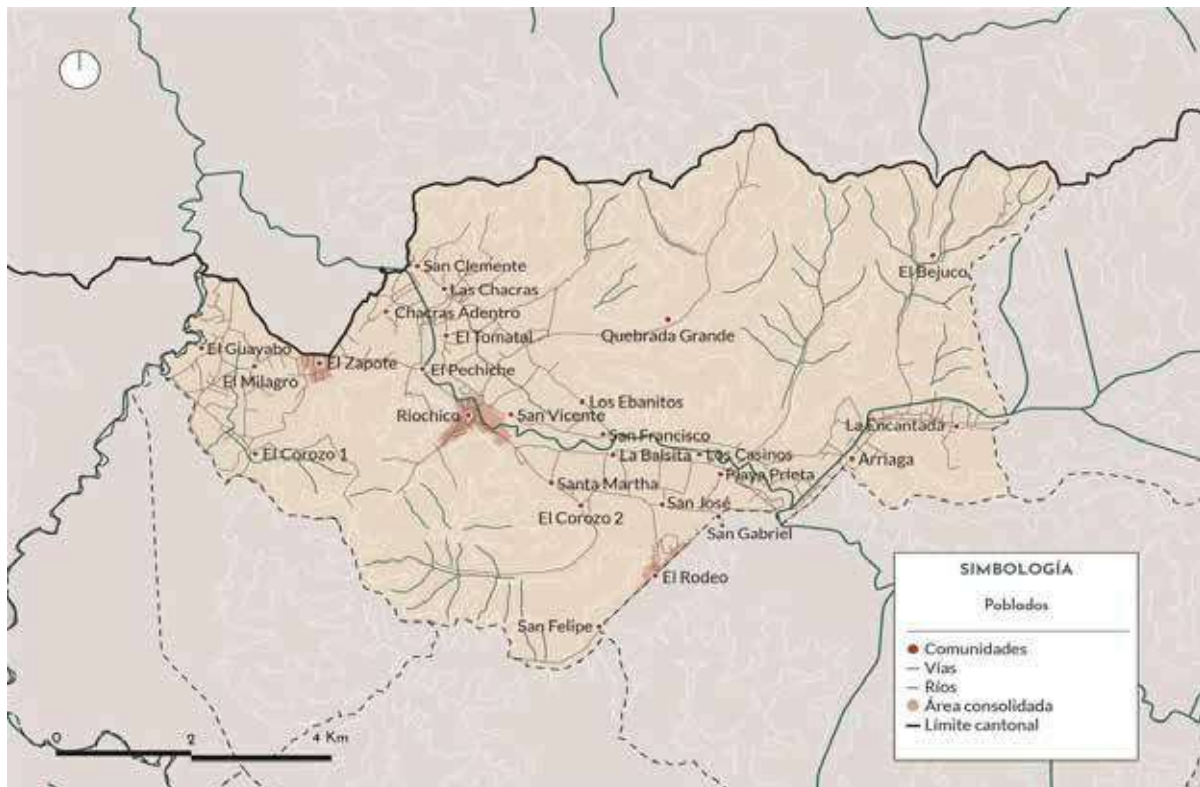 San Clemente
El Bejuco
Las Chacras
Chacras Adentro
El Tomatal
Quebrada Grande
El Guayabo
El Zapote
El Pechiche
El Milagro
Los Ebanitos
Riochico
San Vicente
La Encantada
San Francisco
El Corozo 1
La Balsita
Los Casinos
Arriaga
Playa Prieta
Santa Martha
San José
El Corozo 2
San Gabriel
El Rodeo
San Felipe
SIMBOLOGÍA
Poblados
Comunidades
Vías
Ríos
Área consolidada
Límite cantonal
0 2 4 Km